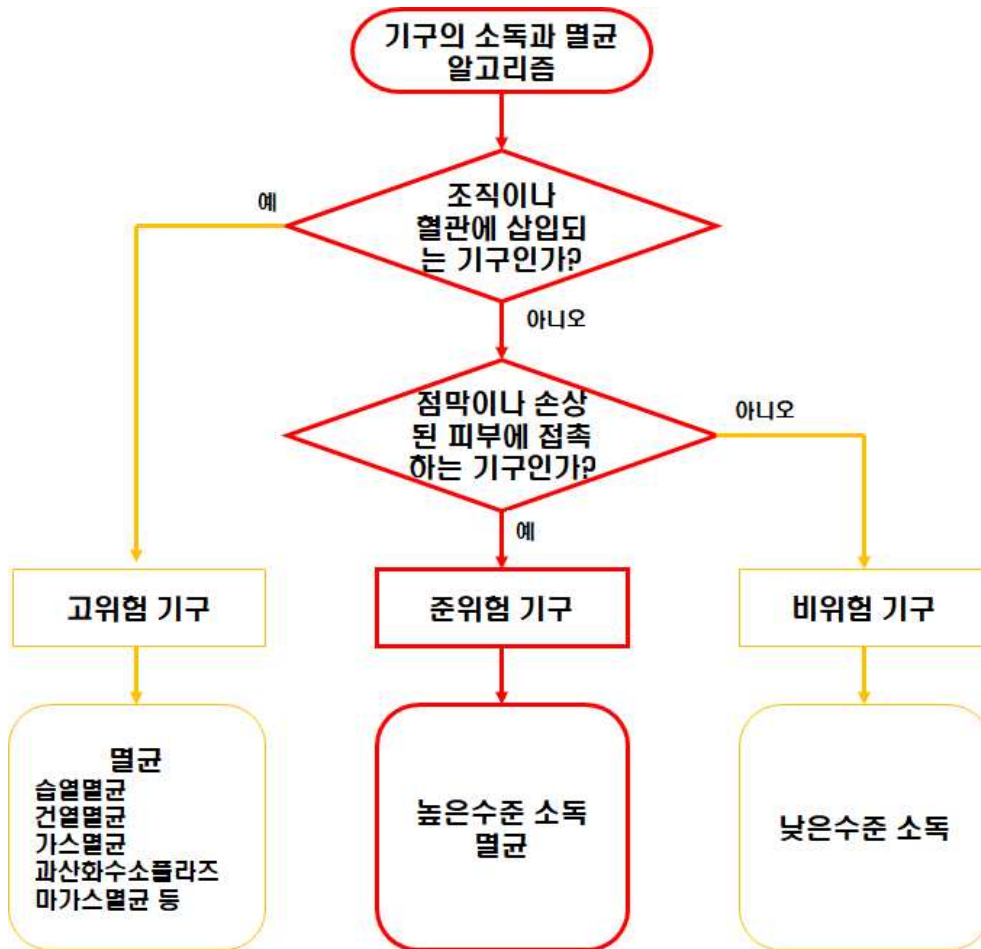 기구의 소독과 멸균
알고리즘
예
조직이나
혈관에 삽입되
는 기구인가?
아니오
점막이나 손상
된 피부에 접촉
하는 기구인가?
아니오
예
고위험 기구
준위험 기구
비위험 기구
멸균
습열멸균
건열멸균
가스멸균
과산화수소플라즈
마가스멸균 등
높은수준 소독
멸균
낮은수준 소독